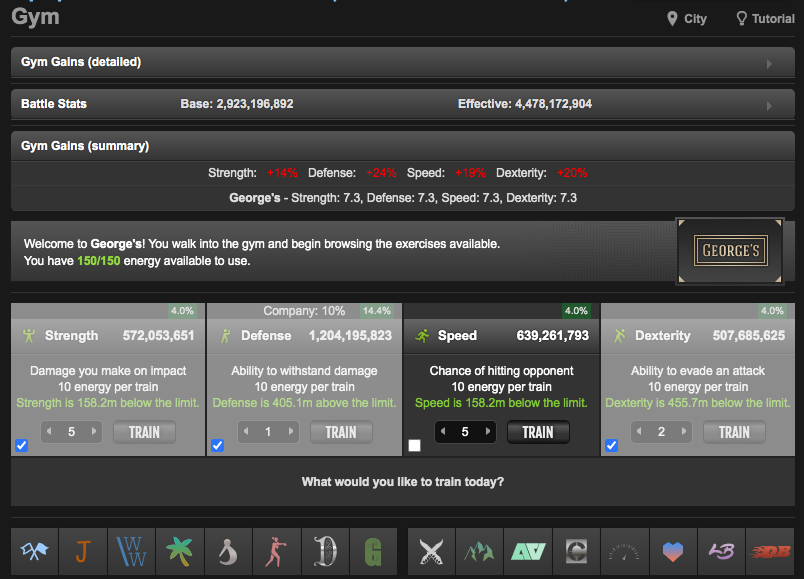 Gym
City
Tutorial
Gym Gains (detailed)
Battle Stats Base: 2,923,196,892 Effective: 4,478,172,904
Gym Gains (summary)
Strength: +14% Defense: +24% Speed: +19% Dexterity: +20%
George's - Strength: 7.3, Defense: 7.3, Speed: 7.3, Dexterity: 7.3
Welcome to George's! You walk into the gym and begin browsing the exercises available.
You have 150/150 energy available to use.
GEORGE'S
4.0%
Strength 572,053,651
Damage you make on impact
10 energy per train
Strength is 158.2m below the limit.
5 TRAIN
Company: 10% 14.4%
Defense 1,204,195,823
Ability to withstand damage
10 energy per train
Defense is 405.1m above the limit.
1 TRAIN
4.0%
Speed 639,261,793
Chance of hitting opponent
10 energy per train
Speed is 158.2m below the limit.
5 TRAIN
4.0%
Dexterity 507,685,625
Ability to evade an attack
10 energy per train
Dexterity is 455.7m below the limit.
2 TRAIN
What would you like to train today?
J
W
D
G
LB
DB